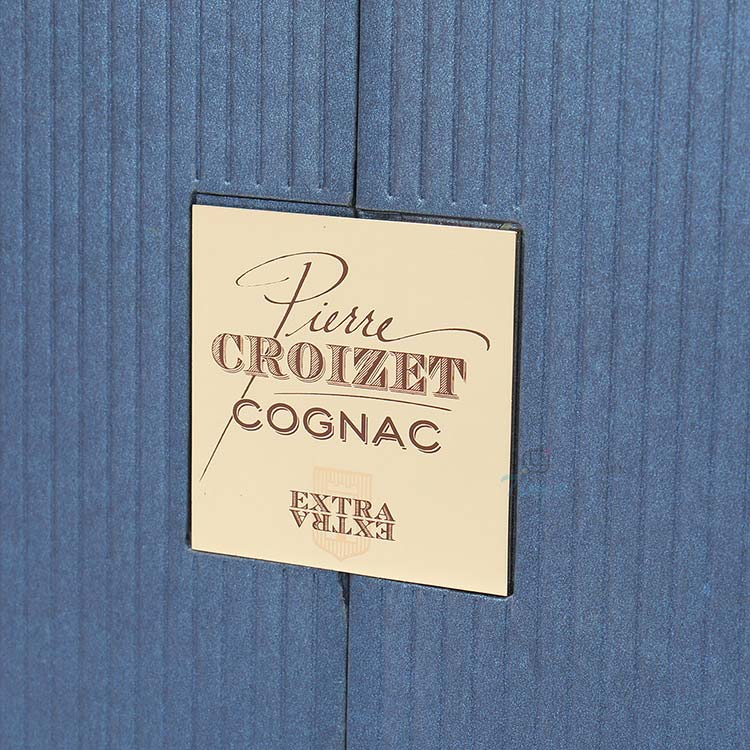 Pierre
CROIZET
COGNAC
EXTRA
EXTRA